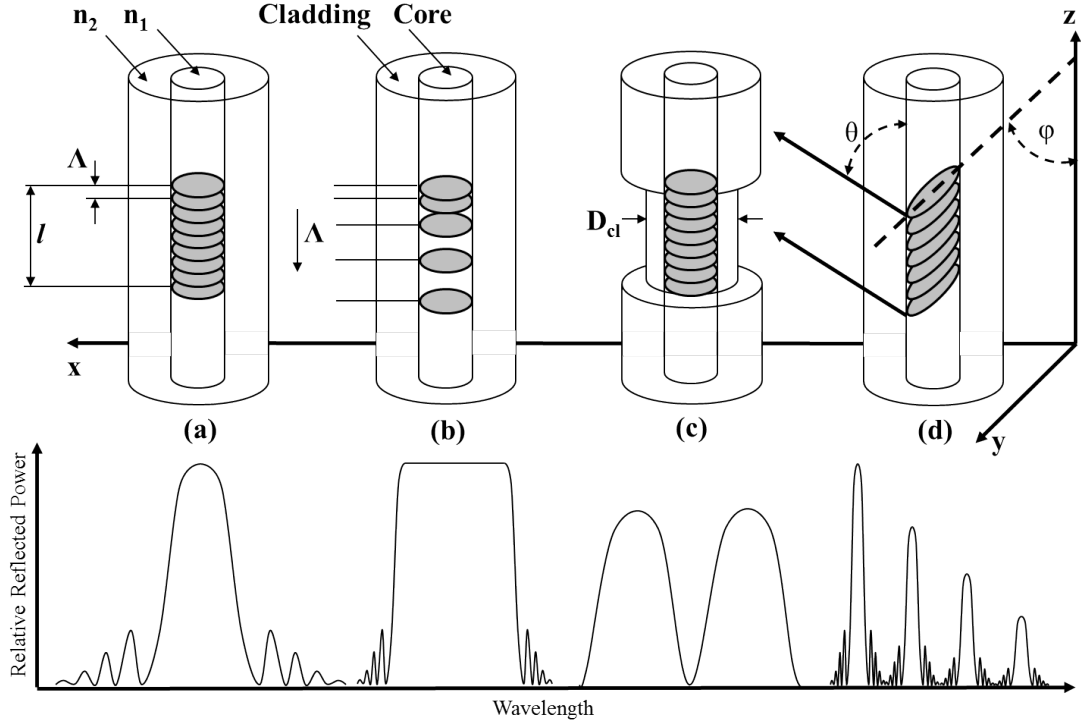 n2 n1 Cladding Core z
Λ
l
Λ
Dcl
θ
φ
x
y
(a) (b) (c) (d)
Relative Reflected Power
Wavelength